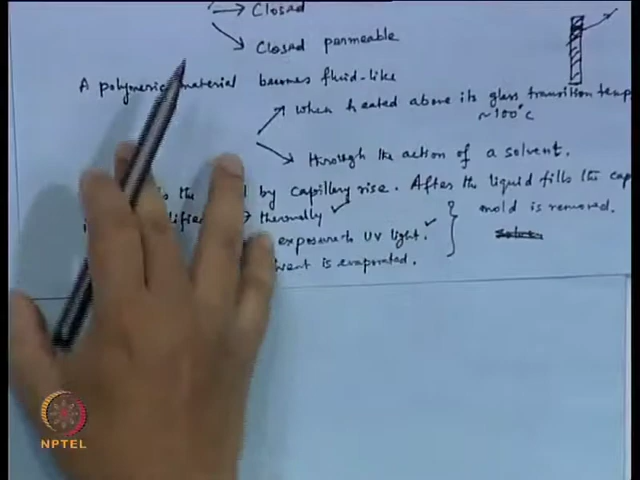 → Closed
→ Closed permeable
A polymeric material becomes fluid-like
→ When heated above its glass transition temp
~100°C
→ through the action of a solvent.
the by capillary rise. After the liquid fills the cap
→ thermally ✓ mold is removed.
exposure to UV light. ✓
is evaporated.
NPTEL